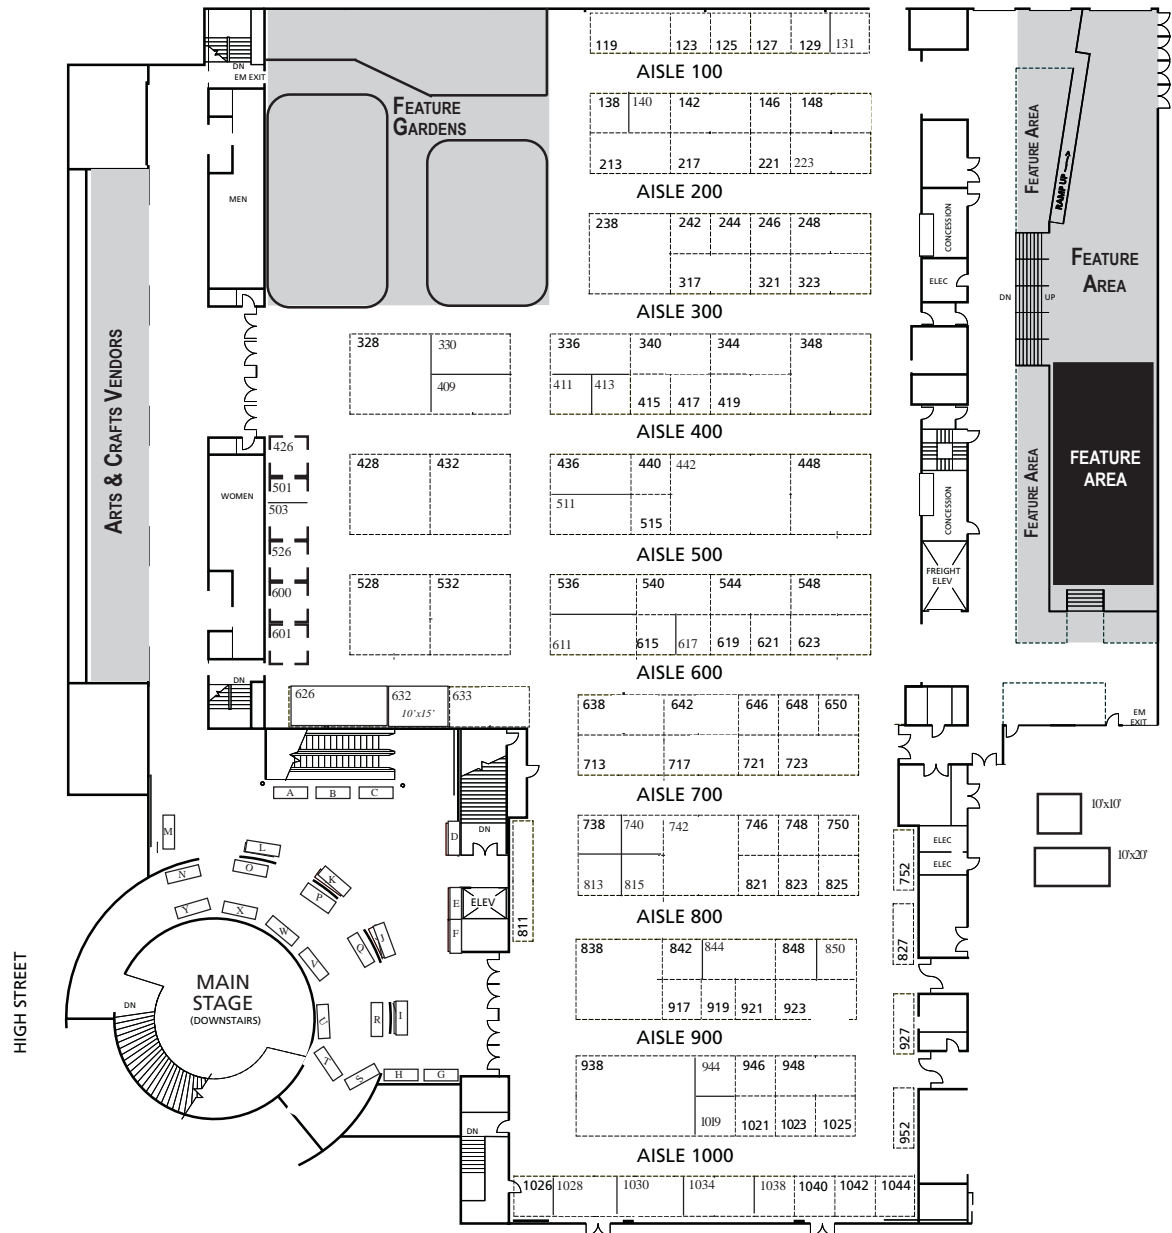 119 123 125 127 129 131
DN
EM EXIT
AISLE 100
FEATURE
GARDENS
138 140 142 146 148
FEATURE AREA
213 217 221 223
RAMP UP
AISLE 200
MEN
238 242 244 246 248
CONCESSION
FEATURE
AREA
317 321 323
ELEC
DN UP
AISLE 300
ARTS & CRAFTS VENDORS
328 330 336 340 344 348
409 411 413
415 417 419
AISLE 400
426
428 432 436 440 442 448
FEATURE AREA
FEATURE
AREA
501
WOMEN
503
511
515
CONCESSION
526
AISLE 500
528 532 536 540 544 548
FREIGHT
ELEV
600
601
611 615 617 619 621 623
AISLE 600
DN
626 632 633
10'x15'
638 642 646 648 650
EM
EXIT
713 717 721 723
A B C
AISLE 700
10'x10'
M
D
DN
738 740 742 746 748 750
ELEC
L
O
ELEC
10'x20'
N
K
P
813 815 821 823 825
752
E
ELEV
811
Y X
W
AISLE 800
F
J
Q
V
838 842 844 848 850
827
HIGH STREET
MAIN
STAGE
(DOWNSTAIRS)
DN
U
R I
917 919 921 923
927
AISLE 900
T
S
H G
938 944 946 948
1019 1021 1023 1025
952
DN
AISLE 1000
1026 1028 1030 1034 1038 1040 1042 1044